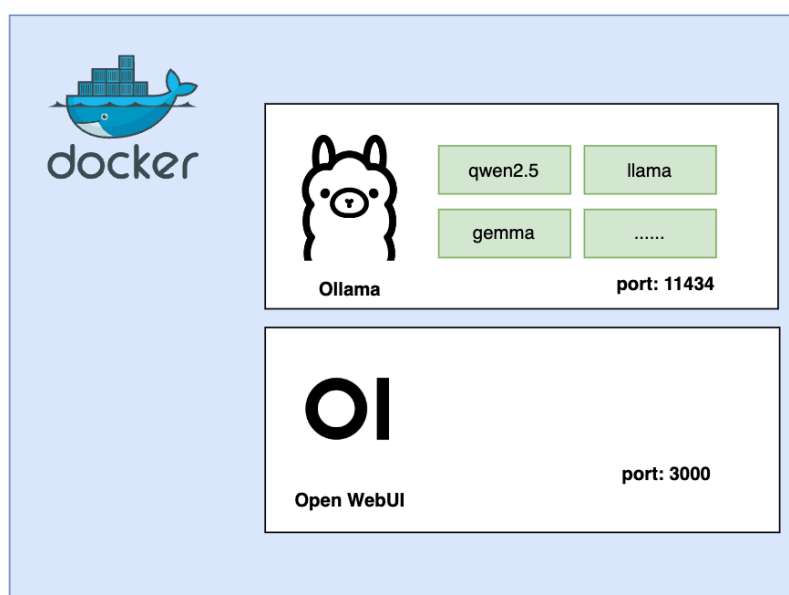 docker
qwen2.5
llama
gemma
......
Ollama
port: 11434
OI
port: 3000
Open WebUI